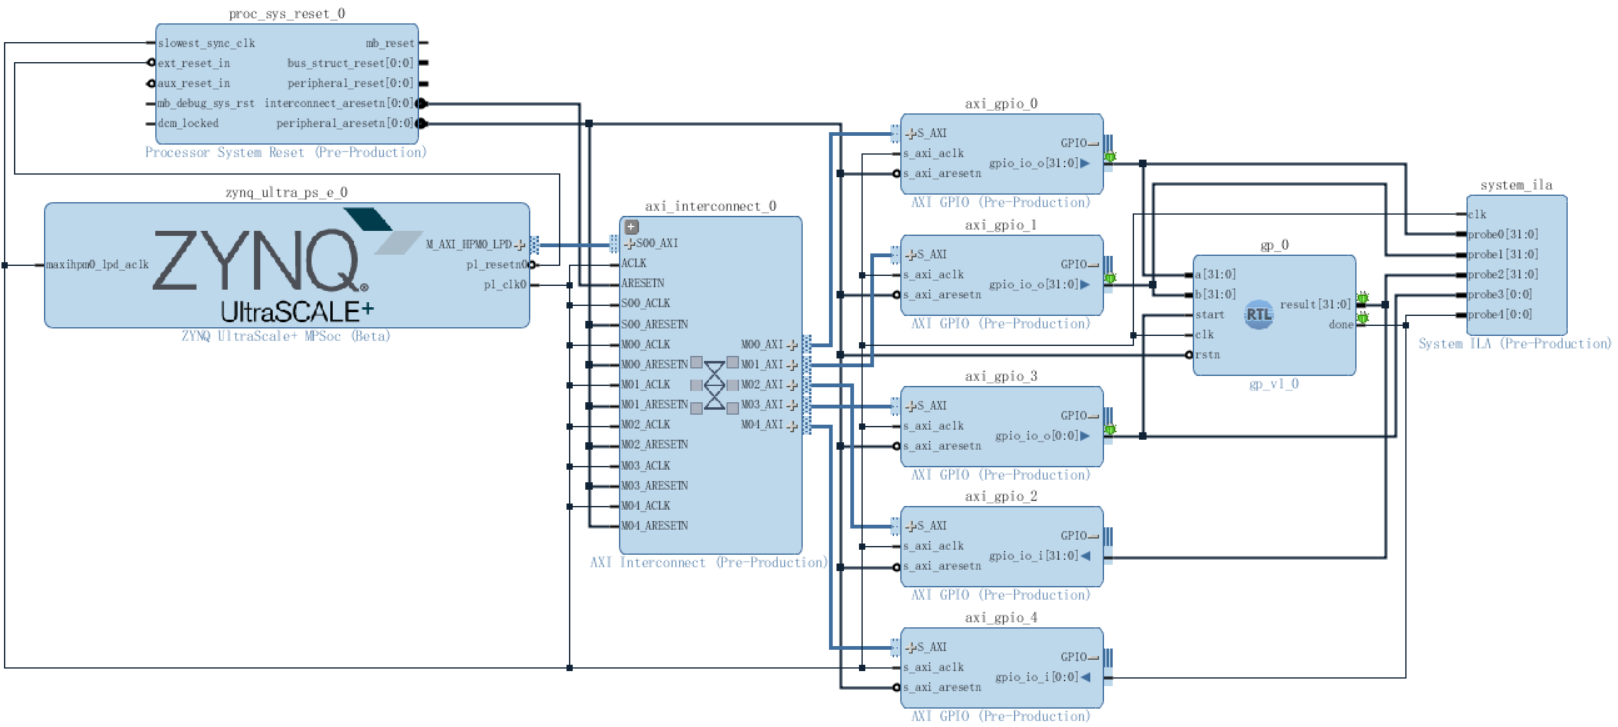 proc_sys_reset_0
slowest_sync_clk
ext_reset_in
aux_reset_in
mb_debug_sys_rst
dcm_locked
mb_reset
bus_struct_reset[0:0]
peripheral_reset[0:0]
interconnect_aresetn[0:0]
peripheral_aresetn[0:0]
Processor System Reset (Pre-Production)
zynq_ultra_ps_e_0
maxihpm0_lpd_aclk
ZYNQ®
UltraSCALE+
M_AXI_HPM0_LPD
pl_resetn0
pl_clk0
ZYNQ UltraScale+ MPSoc (Beta)
axi_interconnect_0
S00_AXI
ACLK
ARESETN
S00_ACLK
S00_ARESETN
M00_ACLK
M00_ARESETN
M01_ACLK
M01_ARESETN
M02_ACLK
M02_ARESETN
M03_ACLK
M03_ARESETN
M04_ACLK
M04_ARESETN
M00_AXI
M01_AXI
M02_AXI
M03_AXI
M04_AXI
AXI Interconnect (Pre-Production)
axi_gpio_0
S_AXI
s_axi_aclk
s_axi_aresetn
GPIO
gpio_io_o[31:0]
AXI GPIO (Pre-Production)
axi_gpio_1
S_AXI
s_axi_aclk
s_axi_aresetn
GPIO
gpio_io_o[31:0]
AXI GPIO (Pre-Production)
axi_gpio_3
S_AXI
s_axi_aclk
s_axi_aresetn
GPIO
gpio_io_o[0:0]
AXI GPIO (Pre-Production)
axi_gpio_2
S_AXI
s_axi_aclk
s_axi_aresetn
GPIO
gpio_io_i[31:0]
AXI GPIO (Pre-Production)
axi_gpio_4
S_AXI
s_axi_aclk
s_axi_aresetn
GPIO
gpio_io_i[0:0]
AXI GPIO (Pre-Production)
gp_0
a[31:0]
b[31:0]
start
clk
rstn
RTL
result[31:0]
done
gp_v1_0
system_ila
clk
probe0[31:0]
probe1[31:0]
probe2[31:0]
probe3[0:0]
probe4[0:0]
System ILA (Pre-Production)